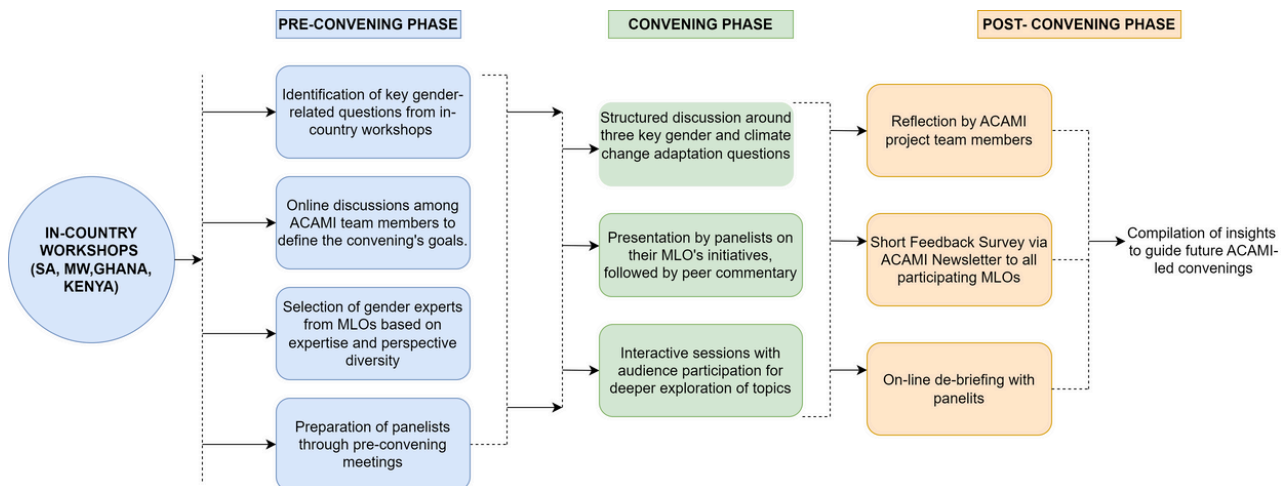 PRE-CONVENING PHASE
CONVENING PHASE
POST- CONVENING PHASE
IN-COUNTRY
WORKSHOPS
(SA, MW,GHANA,
KENYA)
Identification of key gender-
related questions from in-
country workshops
Online discussions among
ACAMI team members to
define the convening's goals.
Selection of gender experts
from MLOs based on
expertise and perspective
diversity
Preparation of panelists
through pre-convening
meetings
Structured discussion around
three key gender and climate
change adaptation questions
Presentation by panelists on
their MLO's initiatives,
followed by peer commentary
Interactive sessions with
audience participation for
deeper exploration of topics
Reflection by ACAMI
project team members
Short Feedback Survey via
ACAMI Newsletter to all
participating MLOs
On-line de-briefing with
panelits
Compilation of insights
to guide future ACAMI-
led convenings